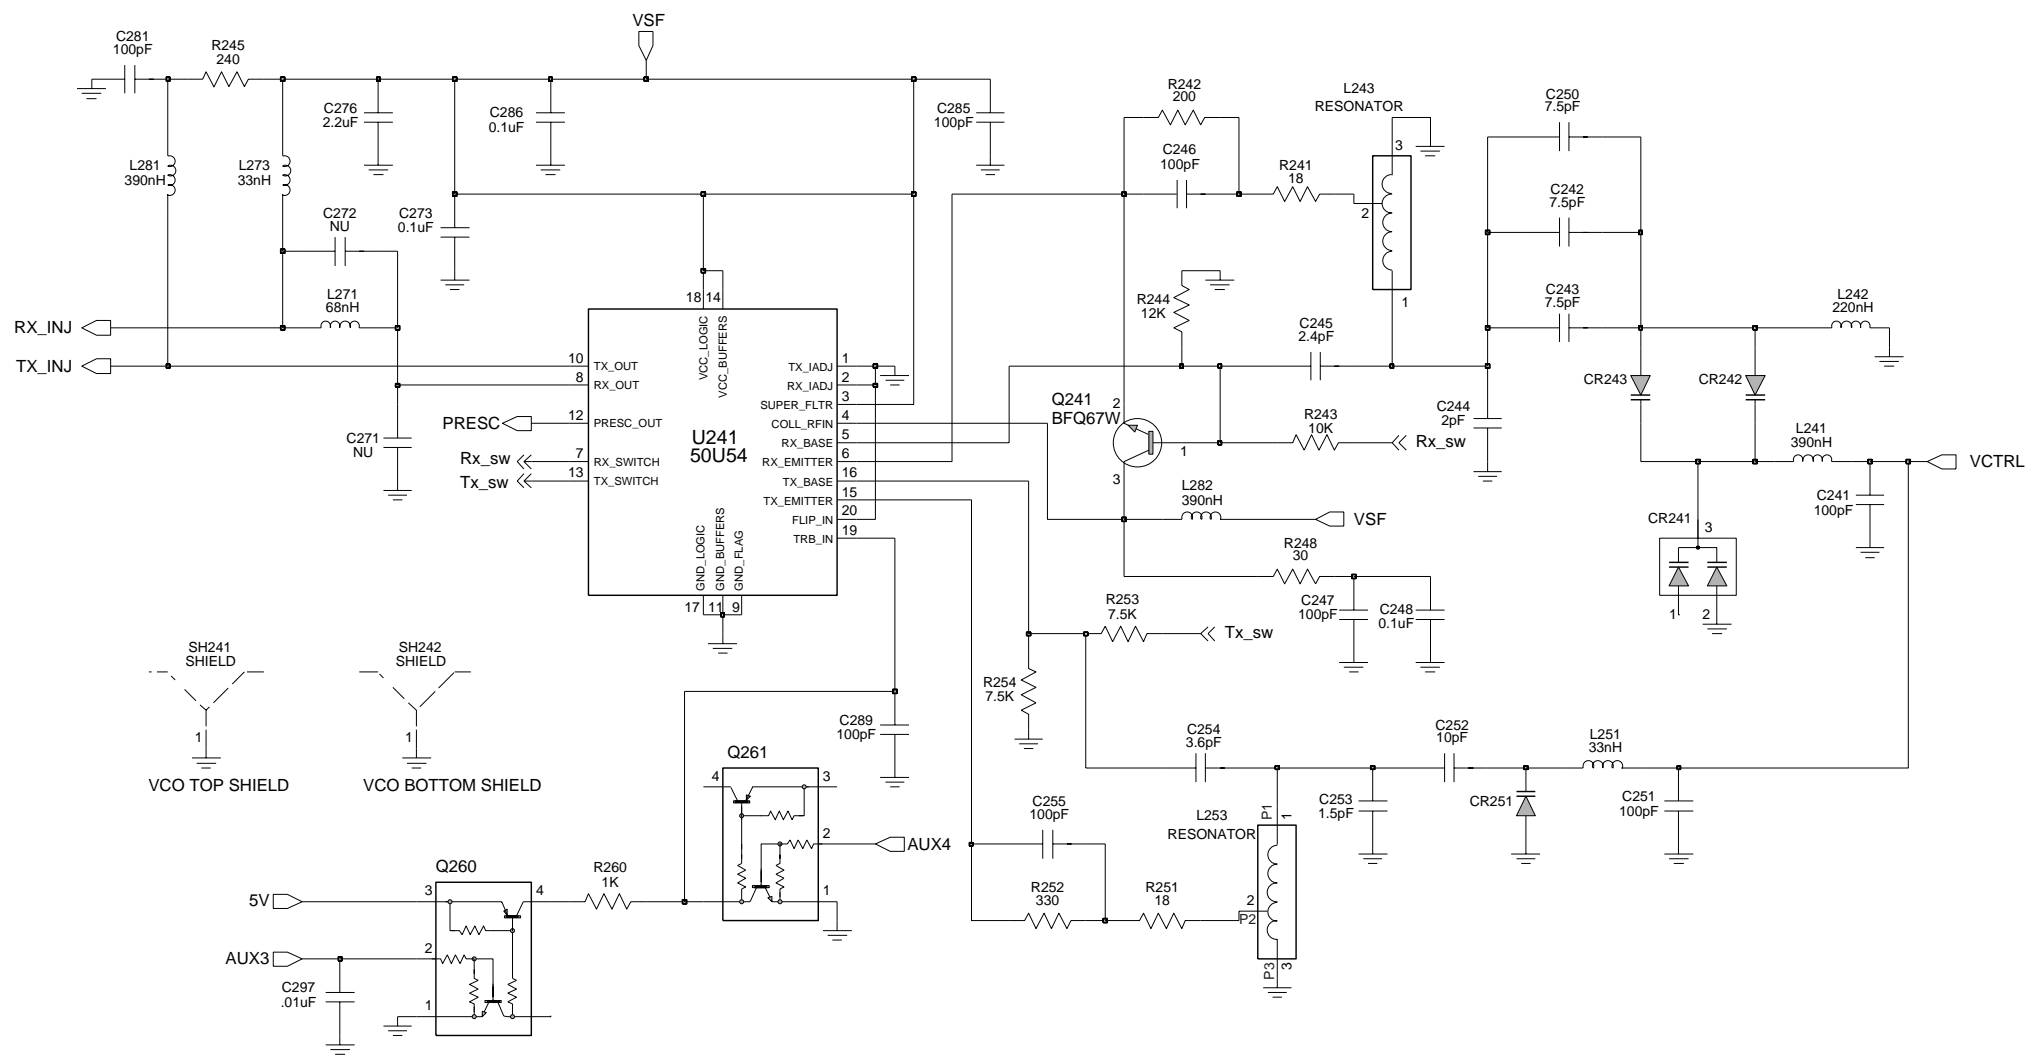 VSF
C281
100pF
R245
240
C276
2.2uF
C286
0.1uF
C285
100pF
L281
390nH
L273
33nH
C272
NU
C273
0.1uF
L271
68nH
RX_INJ
TX_INJ
C271
NU
PRESC
Rx_sw
Tx_sw
10
8
12
7
13
18
14
VCC_LOGIC
VCC_BUFFERS
TX_OUT
RX_OUT
PRESC_OUT
RX_SWITCH
TX_SWITCH
U241
50U54
TX_IADJ
RX_IADJ
SUPER_FLTR
COLL_RFIN
RX_BASE
RX_EMITTER
TX_BASE
TX_EMITTER
FLIP_IN
TRB_IN
1
2
3
4
5
6
16
15
20
19
GND_LOGIC
GND_BUFFERS
GND_FLAG
17
11
9
R242
200
C246
100pF
R241
18
L243
RESONATOR
3
2
1
R244
12K
C245
2.4pF
Q241
BFQ67W
2
1
3
R243
10K
Rx_sw
L282
390nH
VSF
R248
30
C247
100pF
C248
0.1uF
C250
7.5pF
C242
7.5pF
C243
7.5pF
C244
2pF
L242
220nH
CR243
CR242
L241
390nH
VCTRL
C241
100pF
CR241
3
1
2
R253
7.5K
Tx_sw
R254
7.5K
SH241
SHIELD
1
VCO TOP SHIELD
SH242
SHIELD
1
VCO BOTTOM SHIELD
C289
100pF
Q261
4
3
2
1
AUX4
Q260
3
4
2
1
5V
AUX3
C297
.01uF
R260
1K
C254
3.6pF
C252
10pF
L251
33nH
C253
1.5pF
CR251
C251
100pF
C255
100pF
L253
RESONATOR
P1
1
R252
330
R251
18
2
P2
P3
3